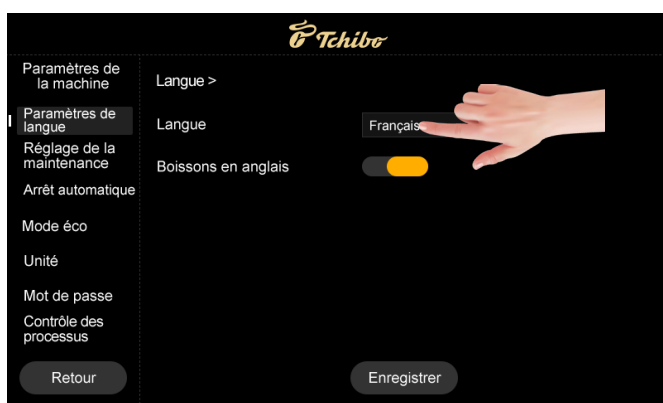 Tchibo
Paramètres de
la machine
Langue >
Paramètres de
langue
Langue
Français
Réglage de la
maintenance
Boissons en anglais
Arrêt automatique
Mode éco
Unité
Mot de passe
Contrôle des
processus
Retour
Enregistrer